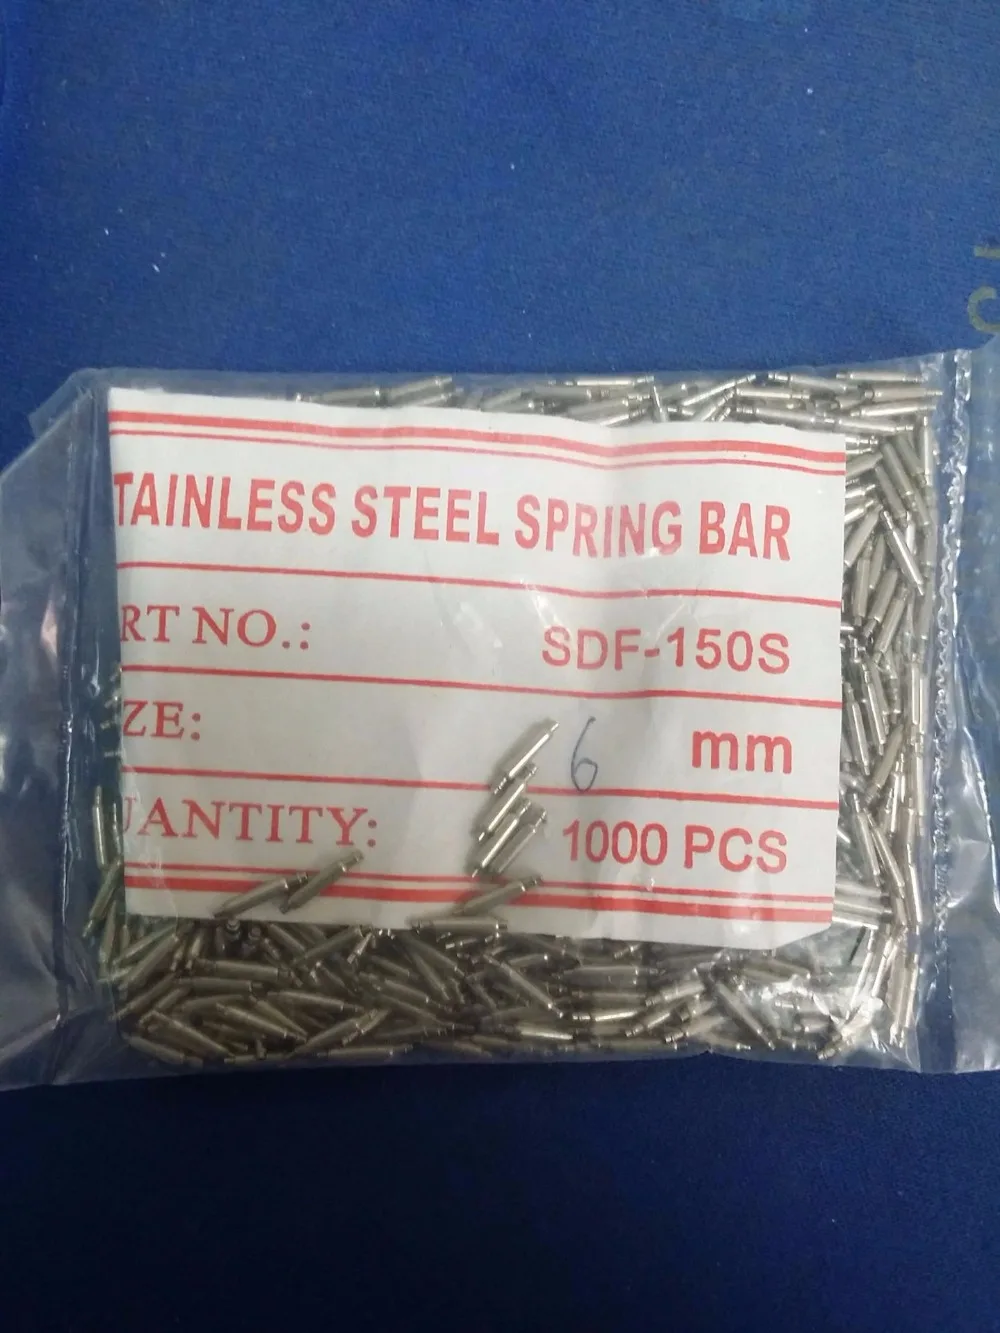 TAINLESS STEEL SPRING BAR
RT NO.: SDF-150S
ZE: 6 mm
UANTITY: 1000 PCS